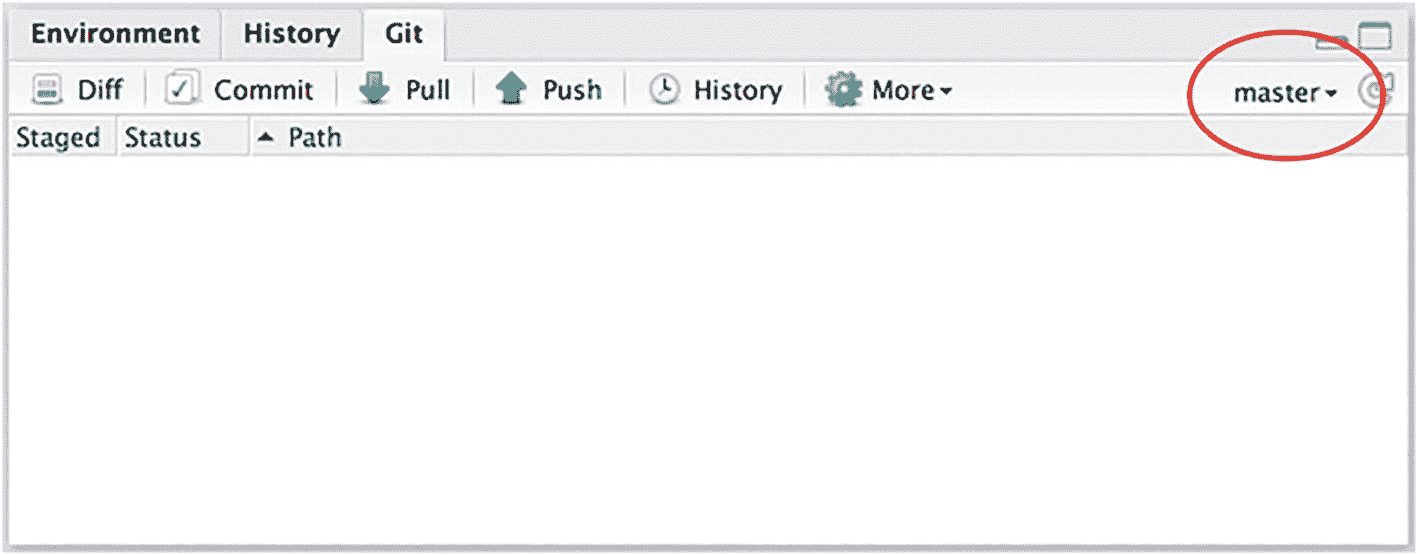 Environment History Git
Diff Commit Pull Push History More master
Staged Status Path